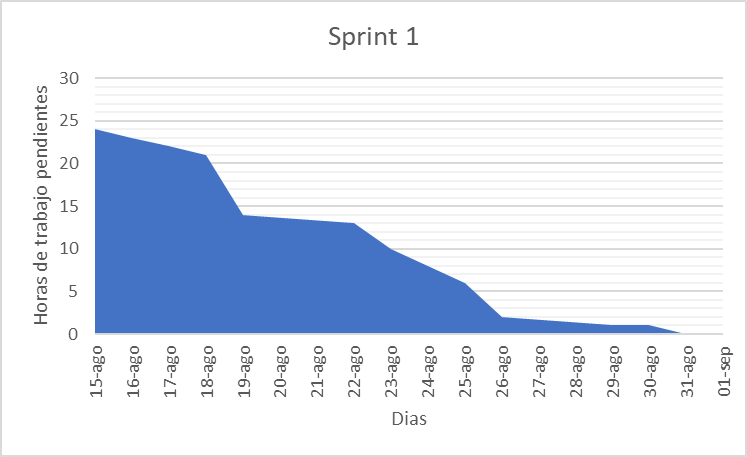 Sprint 1
Horas de trabajo pendientes
30
25
20
15
10
5
0
15-ago
16-ago
17-ago
18-ago
19-ago
20-ago
21-ago
22-ago
23-ago
24-ago
25-ago
26-ago
27-ago
28-ago
29-ago
30-ago
31-ago
01-sep
Dias